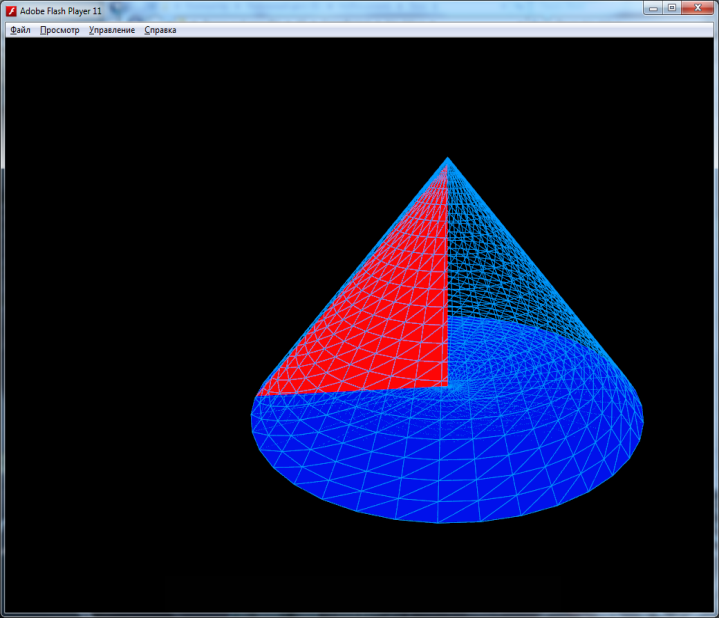 Adobe Flash Player 11
Файл Просмотр Управление Справка